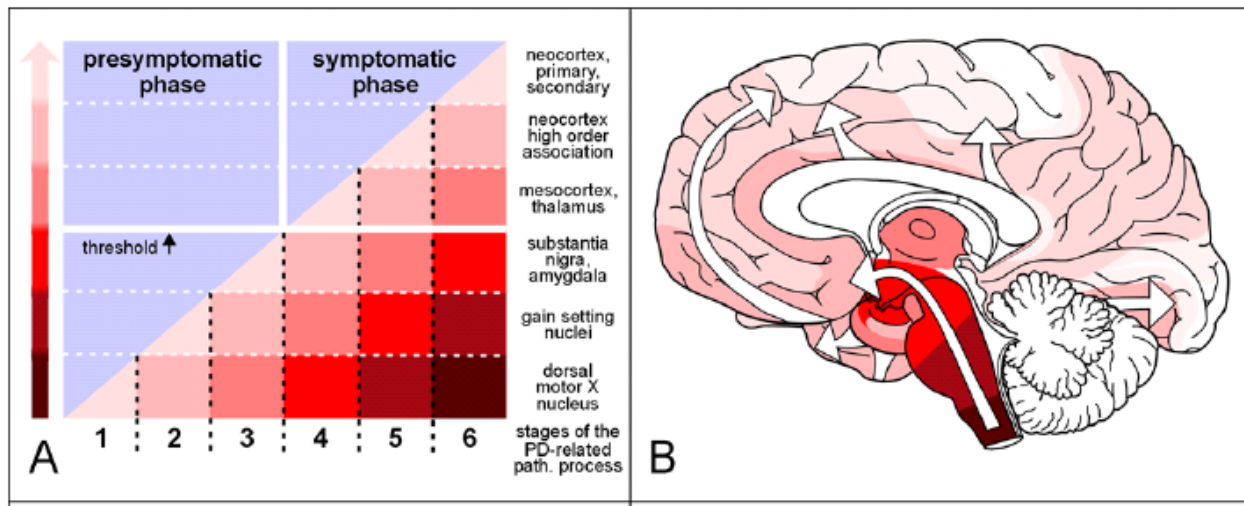 presymptomatic
phase
symptomatic
phase
neocortex,
primary,
secondary
neocortex
high order
association
mesocortex,
thalamus
threshold
substantia
nigra,
amygdala
gain setting
nuclei
dorsal
motor X
nucleus
1 2 3 4 5 6
stages of the
PD-related
path. process
A
B